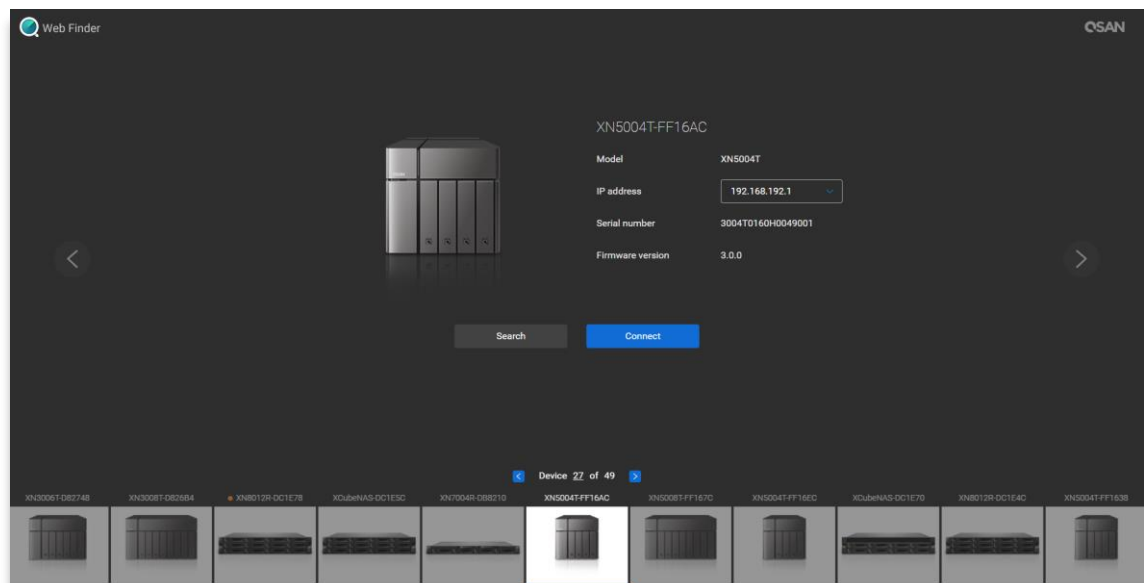 Web Finder
QSAN
XN5004T-FF16AC
Model XN5004T
IP address 192.168.192.1
Serial number 3004T0160H0049001
Firmware version 3.0.0
Search Connect
Device 27 of 49
XN3006T-D82748 XN3008T-D826B4 XN8012R-DC1E78 XCubeNAS-DC1E5C XN7004R-DB8210 XN5004T-FF16AC XN5008T-FF167C XN5004T-FF16EC XCubeNAS-DC1E70 XN8012R-DC1E4C XN5004T-FF1638